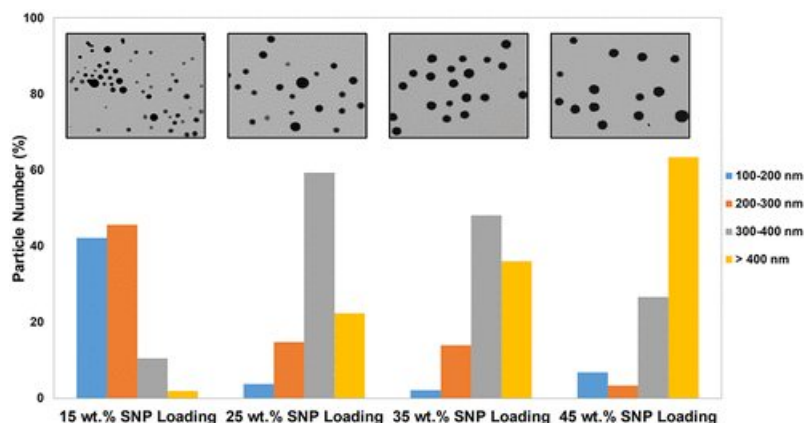 100
80
60
40
20
0
Particle Number (%)
100-200 nm
200-300 nm
300-400 nm
> 400 nm
15 wt.% SNP Loading
25 wt.% SNP Loading
35 wt.% SNP Loading
45 wt.% SNP Loading